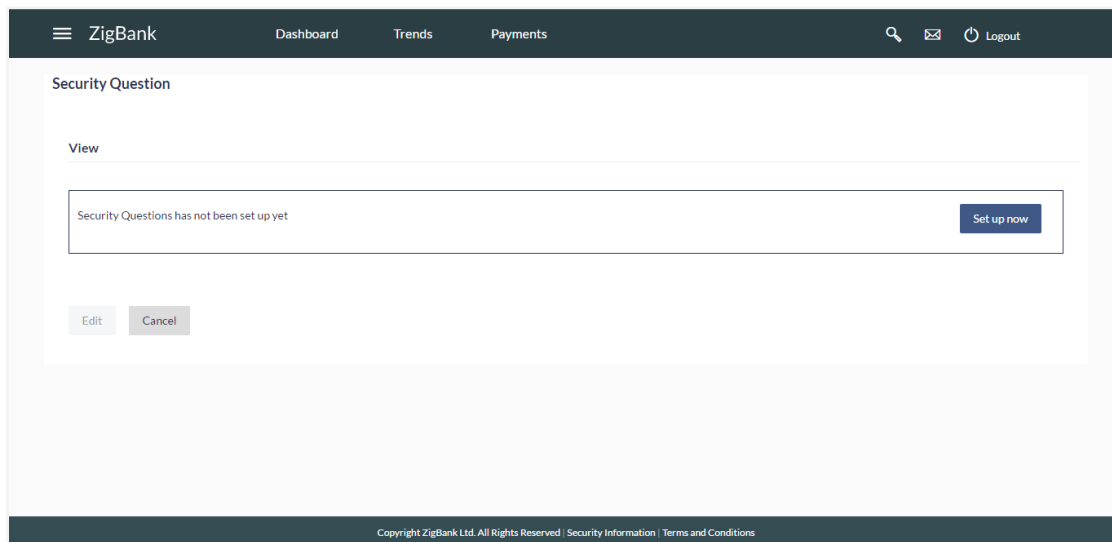 ZigBank Dashboard Trends Payments Logout
Security Question
View
Security Questions has not been set up yet Set up now
Edit Cancel
Copyright ZigBank Ltd. All Rights Reserved | Security Information | Terms and Conditions